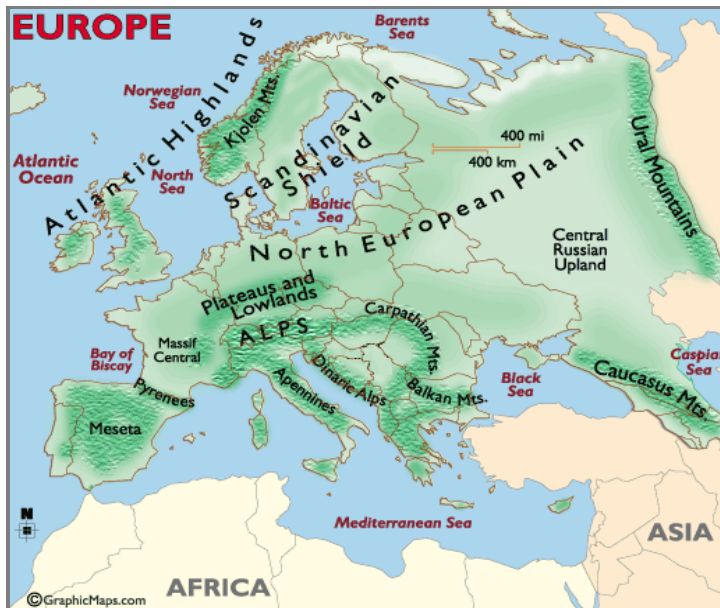 EUROPE
Barents
Sea
Norwegian
Sea
Atlantic Highlands
Kjolen Mts.
Scandinavian
Shield
400 mi
400 km
Ural Mountains
Atlantic
Ocean
North
Sea
Baltic
Sea
North European Plain
Central
Russian
Upland
Plateaus and
Lowlands
Carpathian
Mts.
ALPS
Massif
Central
Bay of
Biscay
Pyrenees
Meseta
Apennines
Dinaric Alps
Balkan Mts.
Black
Sea
Caspian
Sea
Caucasus Mts
N
Mediterranean Sea
ASIA
AFRICA
©GraphicMaps.com